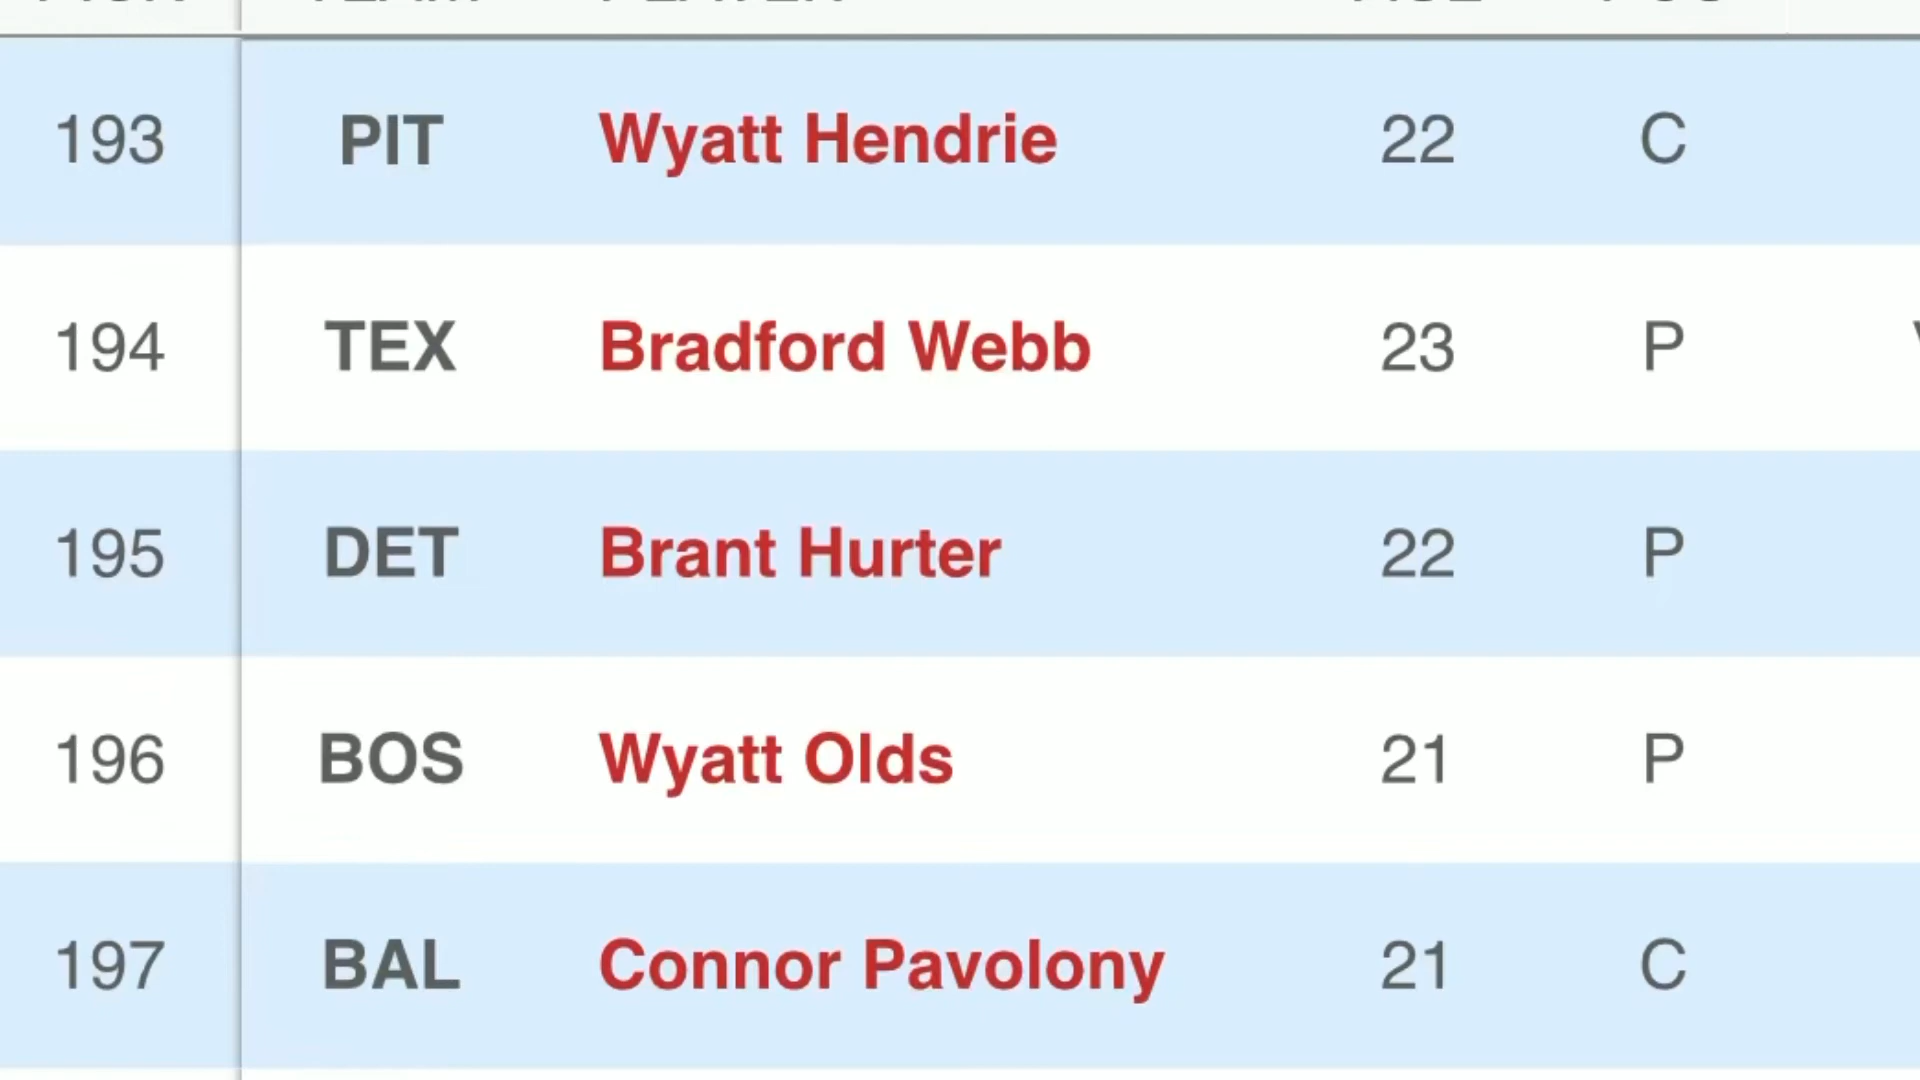 193 PIT Wyatt Hendrie 22 C
194 TEX Bradford Webb 23 P
195 DET Brant Hurter 22 P
196 BOS Wyatt Olds 21 P
197 BAL Connor Pavolony 21 C